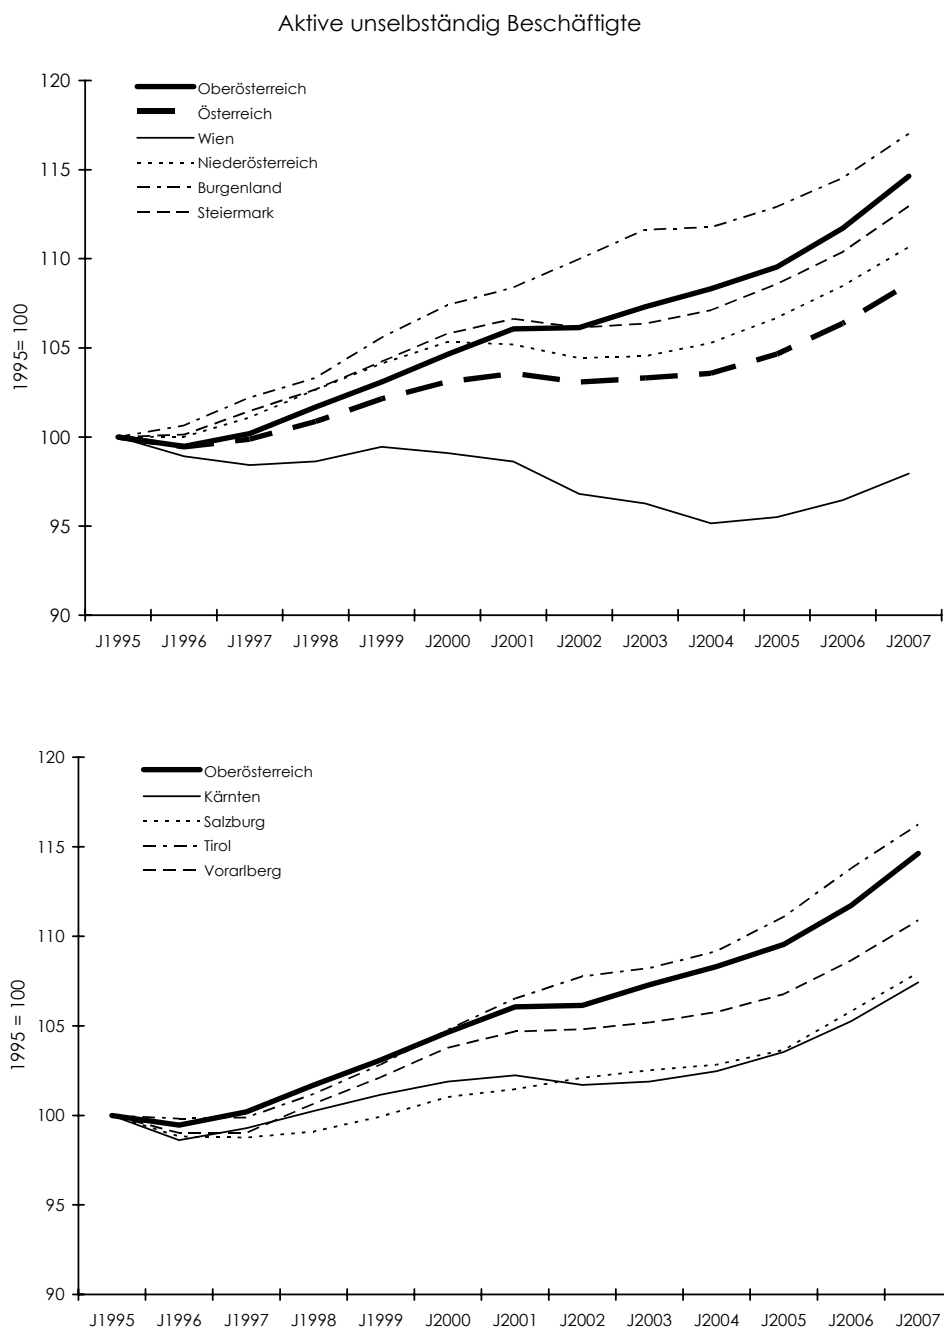 Aktive unselbständig Beschäftigte
120
115
110
105
100
95
90
1995= 100
Oberösterreich
Österreich
Wien
Niederösterreich
Burgenland
Steiermark
J1995 J1996 J1997 J1998 J1999 J2000 J2001 J2002 J2003 J2004 J2005 J2006 J2007
120
115
110
105
100
95
90
1995 = 100
Oberösterreich
Kärnten
Salzburg
Tirol
Vorarlberg
J1995 J1996 J1997 J1998 J1999 J2000 J2001 J2002 J2003 J2004 J2005 J2006 J2007